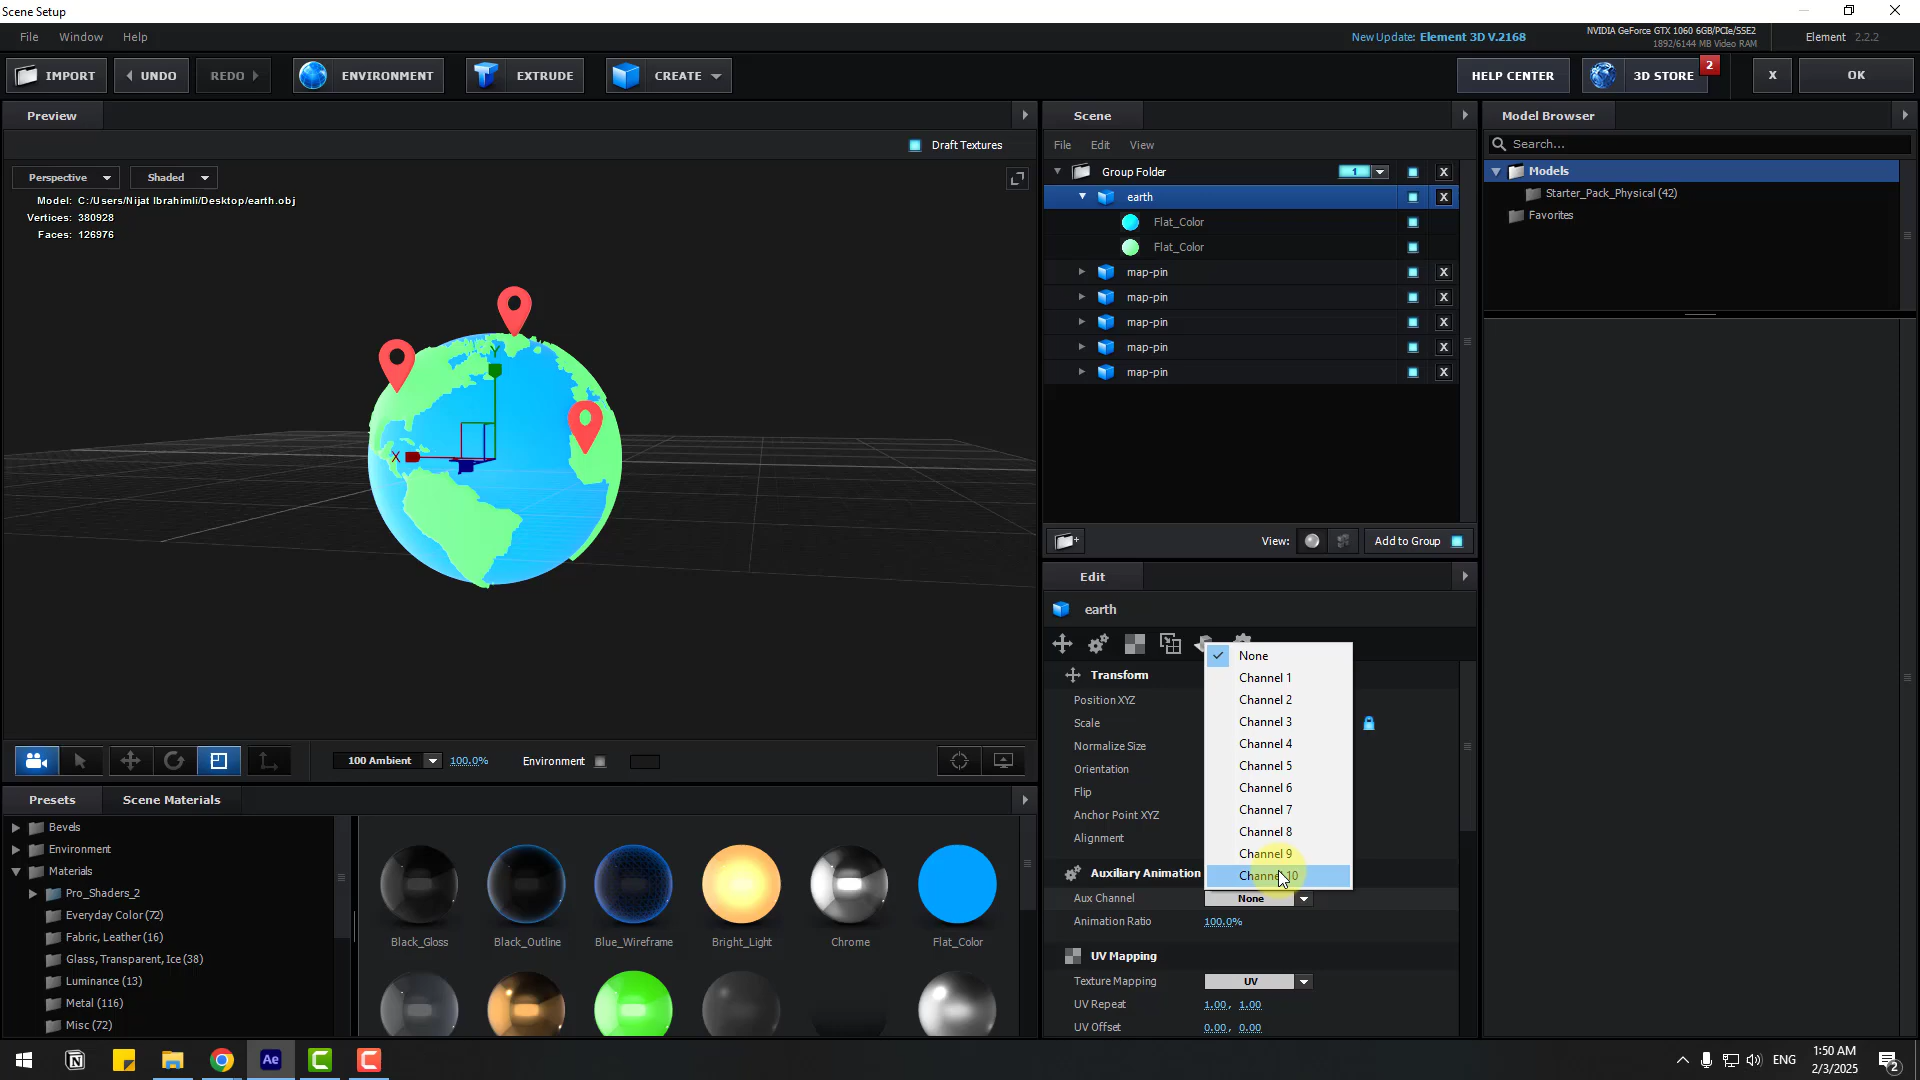 Scene Setup
File Window Help
New Update: Element 3D V.2168
NVIDIA GeForce GTX 1060 6GB/PCIe/SSE2
1892/6144 MB Video RAM
Element 2.2.2
IMPORT UNDO REDO ENVIRONMENT EXTRUDE CREATE HELP CENTER 3D STORE 2 X OK
Preview
Draft Textures
Perspective Shaded
Model: C:/Users/Nijat Ibrahimli/Desktop/earth.obj
Vertices: 380928
Faces: 126976
Y
X
100 Ambient 100.0% Environment
Presets Scene Materials
Bevels
Environment
Materials
Pro_Shaders_2
Everyday Color (72)
Fabric, Leather (16)
Glass, Transparent, Ice (38)
Luminance (13)
Metal (116)
Misc (72)
Black_Gloss Black_Outline Blue_Wireframe Bright_Light Chrome Flat_Color
Scene
File Edit View
Group Folder 1 X
earth X
Flat_Color
Flat_Color
map-pin X
map-pin X
map-pin X
map-pin X
map-pin X
View: Add to Group
Edit
earth
Transform
Position XYZ
Scale
Normalize Size
Orientation
Flip
Anchor Point XYZ
Alignment
None
Channel 1
Channel 2
Channel 3
Channel 4
Channel 5
Channel 6
Channel 7
Channel 8
Channel 9
Channel 10
Auxiliary Animation
Aux Channel None
Animation Ratio 100.0%
UV Mapping
Texture Mapping UV
UV Repeat 1.00, 1.00
UV Offset 0.00, 0.00
Model Browser
Search...
Models
Starter_Pack_Physical (42)
Favorites
Ae
ENG
1:50 AM
2/3/2025
2